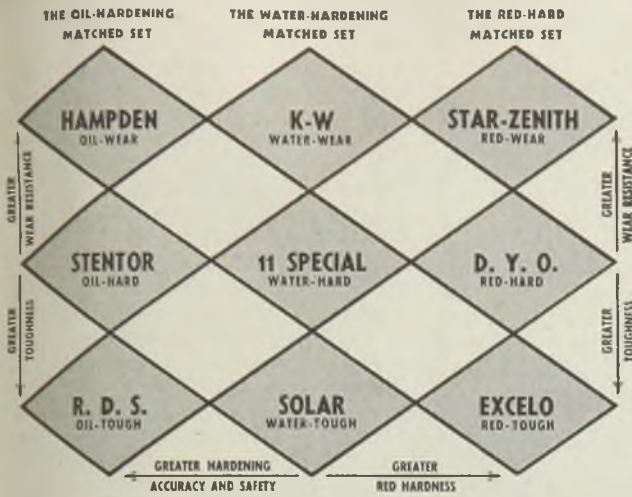 THE OIL-HARDENING
MATCHED SET
THE WATER-HARDENING
MATCHED SET
THE RED-HARD
MATCHED SET
HAMPDEN
OIL-WEAR
K-W
WATER-WEAR
STAR-ZENITH
RED-WEAR
GREATER
WEAR RESISTANCE
GREATER
WEAR RESISTANCE
STENTOR
OIL-HARD
11 SPECIAL
WATER-HARD
D. Y. O.
RED-HARD
GREATER
TOUGHNESS
GREATER
TOUGHNESS
R. D. S.
OIL-TOUGH
SOLAR
WATER-TOUGH
EXCELO
RED-TOUGH
GREATER HARDENING
ACCURACY AND SAFETY
GREATER
RED HARDNESS